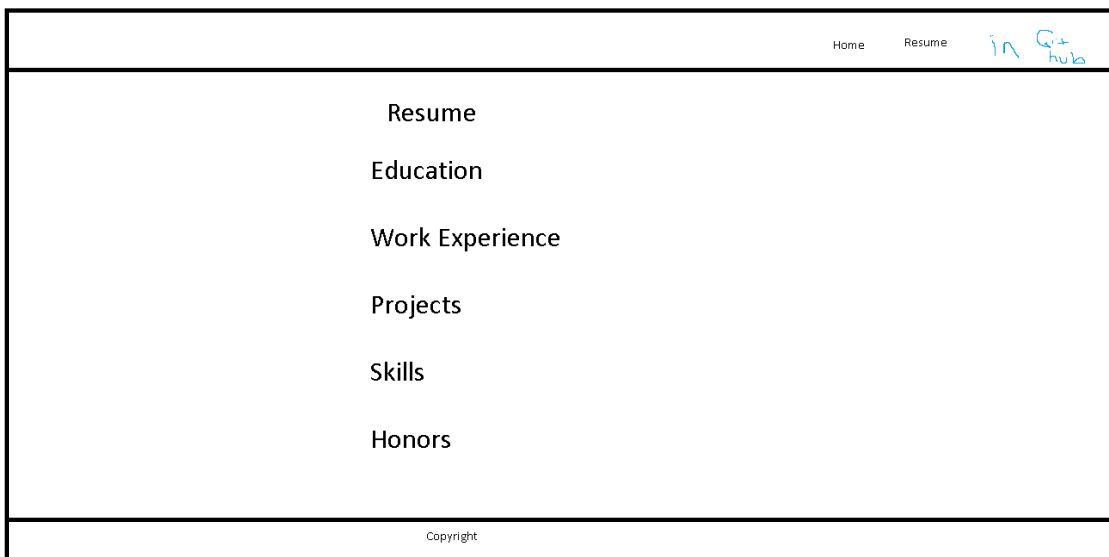 Home Resume in Git
hub
Resume
Education
Work Experience
Projects
Skills
Honors
Copyright